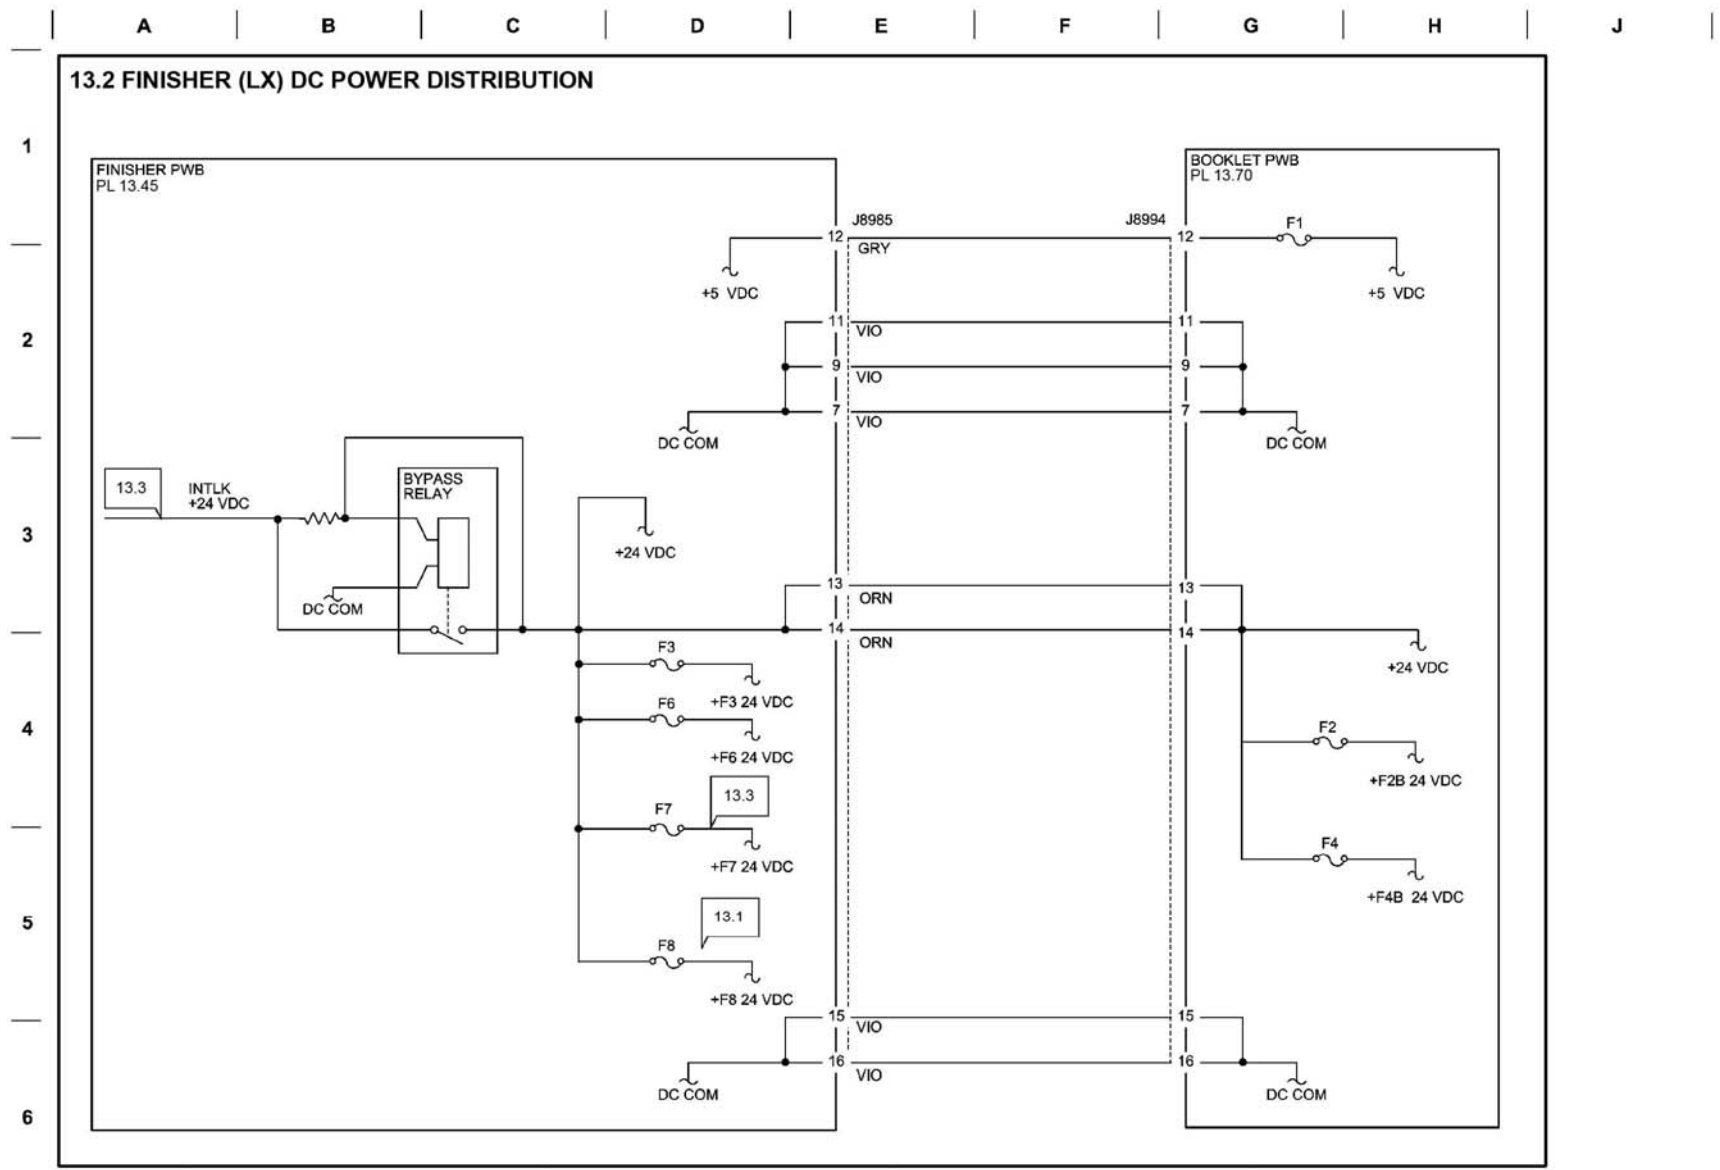 A B C D E F G H J
13.2 FINISHER (LX) DC POWER DISTRIBUTION
1
FINISHER PWB
PL 13.45
BOOKLET PWB
PL 13.70
J8985
J8994
F1
12
GRY
12
+5 VDC
+5 VDC
2
11
VIO
11
9
VIO
9
7
VIO
7
DC COM
DC COM
13.3
INTLK
+24 VDC
BYPASS
RELAY
3
+24 VDC
DC COM
13
ORN
13
14
ORN
14
F3
+24 VDC
+F3 24 VDC
F6
4
F2
+F6 24 VDC
+F2B 24 VDC
13.3
F7
+F7 24 VDC
F4
+F4B 24 VDC
5
13.1
F8
+F8 24 VDC
15
VIO
15
16
VIO
16
DC COM
DC COM
6